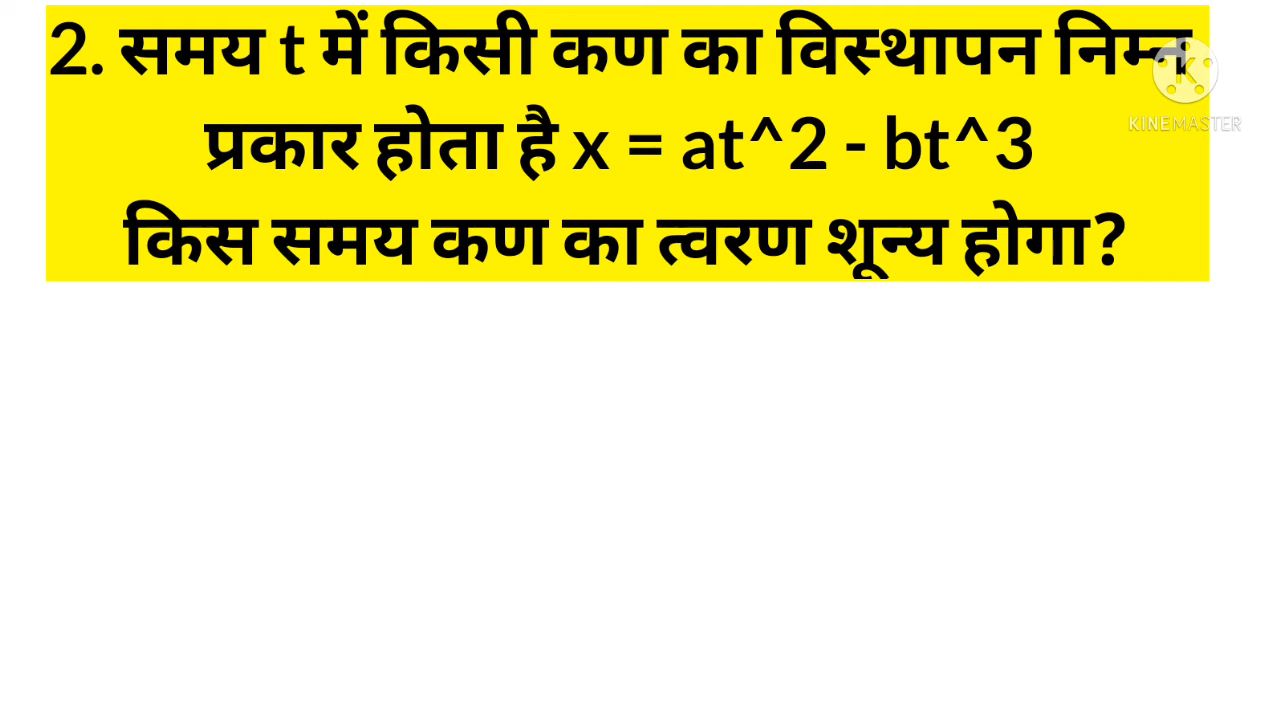 2. समय t में किसी कण का विस्थापन निम्न
प्रकार होता है x = at^2 - bt^3
किस समय कण का त्वरण शून्य होगा?
K
KINEMASTER